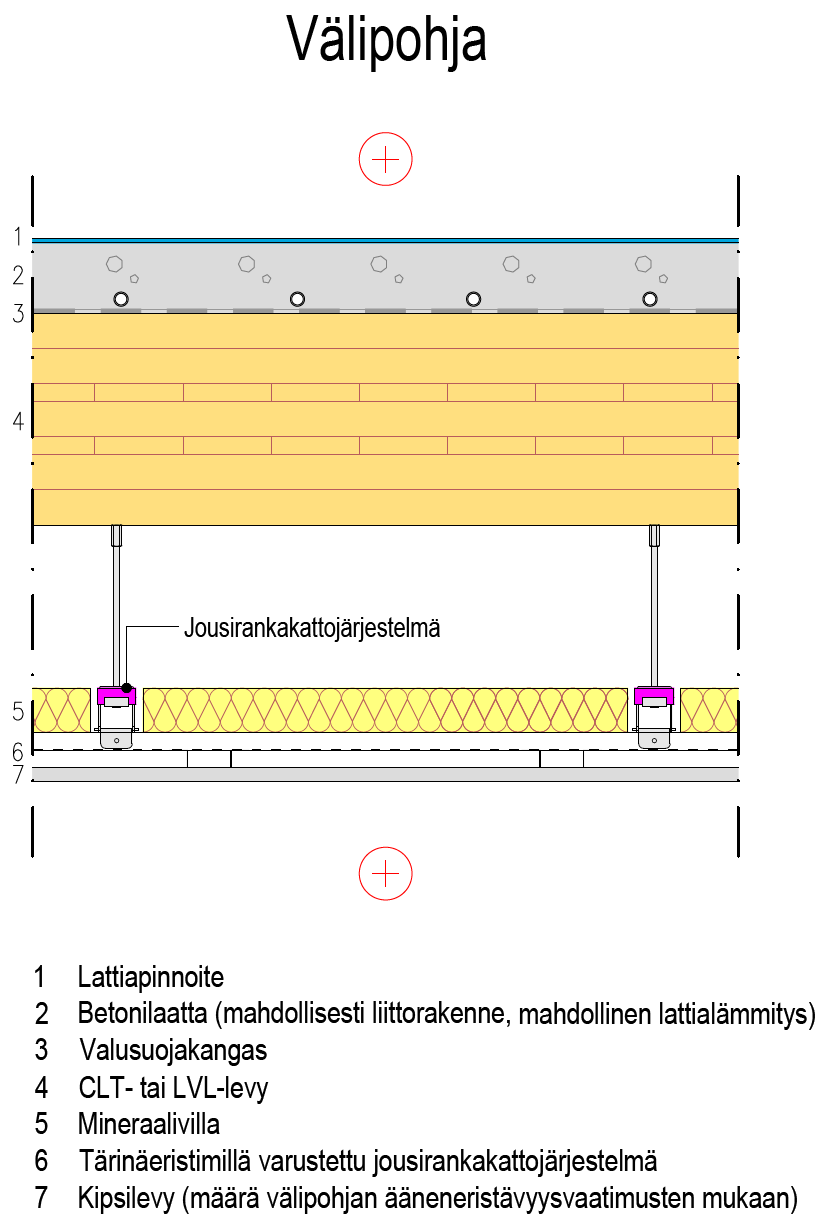 Välipohja
1
2
3
4
Jousirankakattojärjestelmä
5
6
7
1 Lattiapinnoite
2 Betonilaatta (mahdollisesti liittorakenne, mahdollinen lattialämmitys)
3 Valusuojakangas
4 CLT- tai LVL-levy
5 Mineraalivilla
6 Tärinäeristimillä varustettu jousirankakattojärjestelmä
7 Kipsilevy (määrä välipohjan ääneneristävyysvaatimusten mukaan)